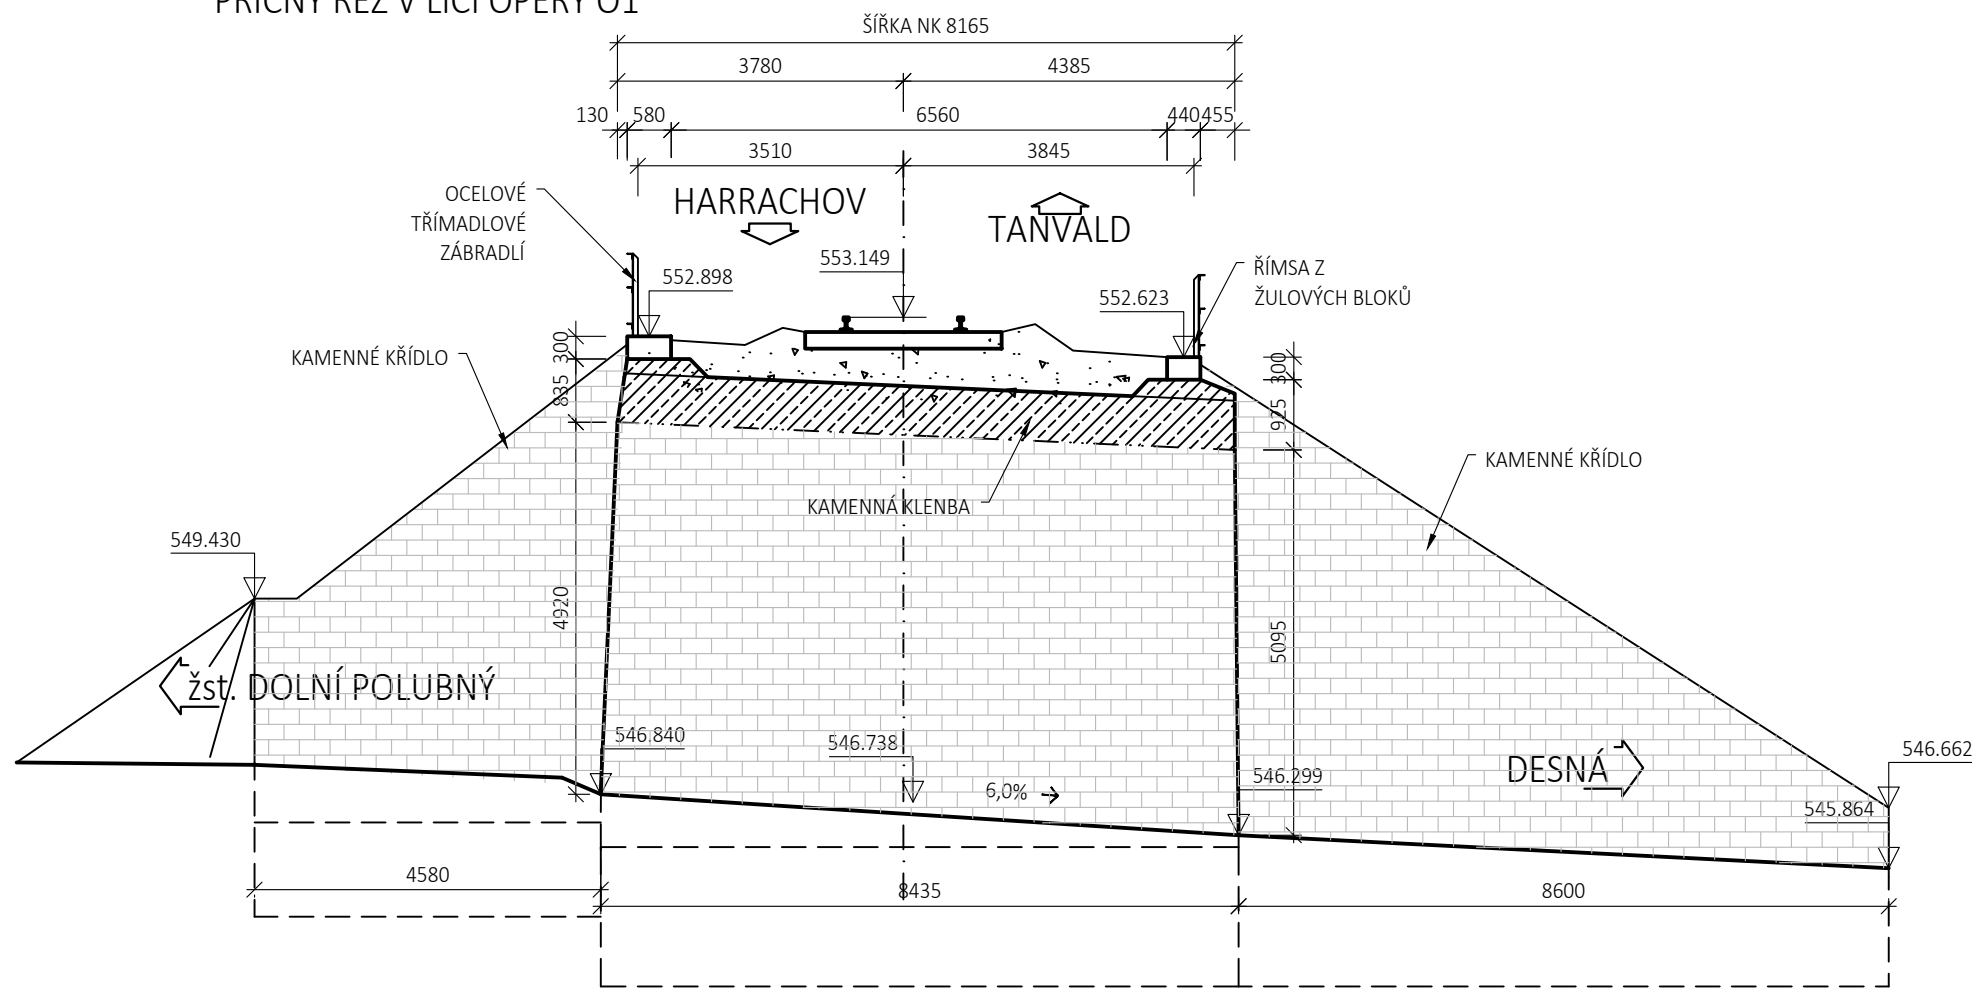 PŘÍČNÝ ŘEZ V LÍCI OPĚRY O1
ŠÍŘKA NK 8165
3780
4385
130
580
6560
440
455
3510
3845
OCELOVÉ
TŘÍMADLOVÉ
ZÁBRADLÍ
HARRACHOV
TANVALD
553.149
552.898
552.623
ŘÍMSA Z
ŽULOVÝCH BLOKŮ
KAMENNÉ KŘÍDLO
300
835
300
925
KAMENNÉ KŘÍDLO
KAMENNÁ KLENBA
549.430
4920
5095
žst. DOLNÍ POLUBNÝ
546.840
546.738
6,0%
546.299
DESNÁ
546.662
545.864
4580
8435
8600